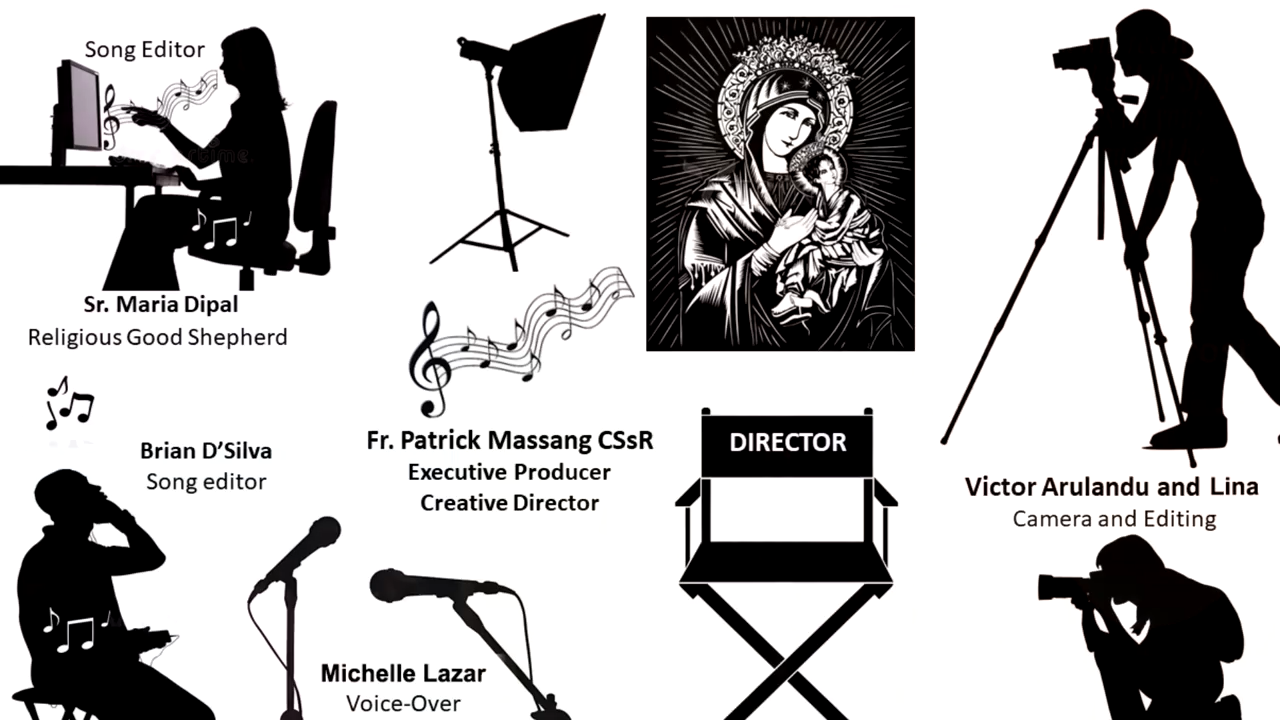 Song Editor
Sr. Maria Dipal
Religious Good Shepherd
Brian D’Silva
Song editor
Fr. Patrick Massang CSsR
Executive Producer
Creative Director
Michelle Lazar
Voice-Over
DIRECTOR
Victor Arulandu and Lina
Camera and Editing